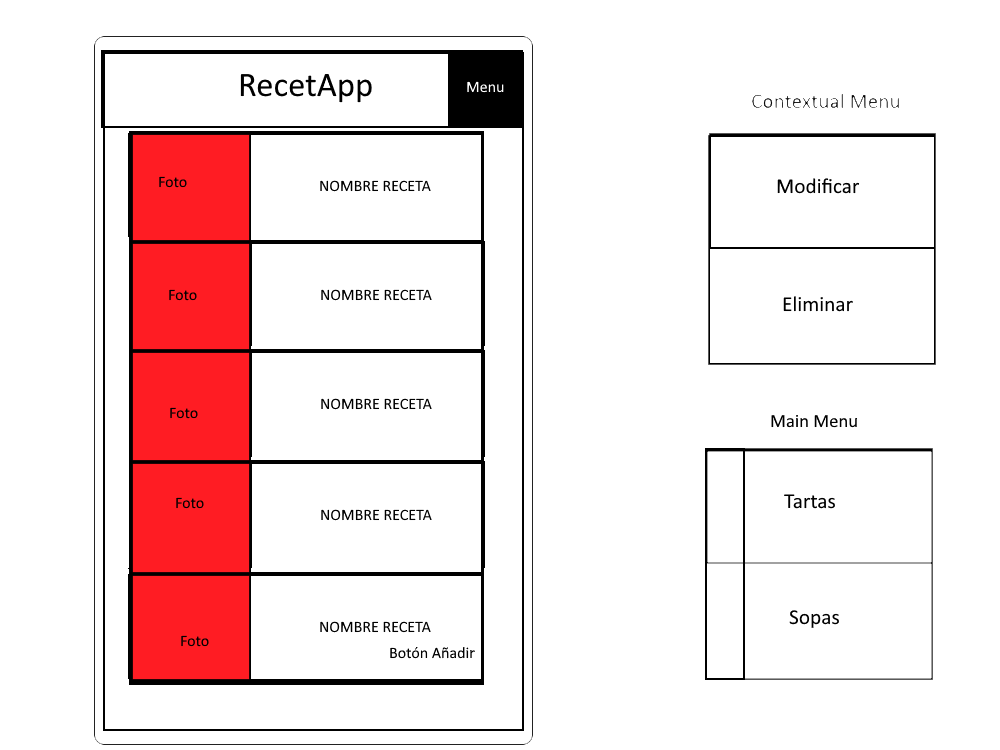 RecetApp
Menu
Foto
NOMBRE RECETA
Foto
NOMBRE RECETA
Foto
NOMBRE RECETA
Foto
NOMBRE RECETA
Foto
NOMBRE RECETA
Botón Añadir
Contextual Menu
Modificar
Eliminar
Main Menu
Tartas
Sopas